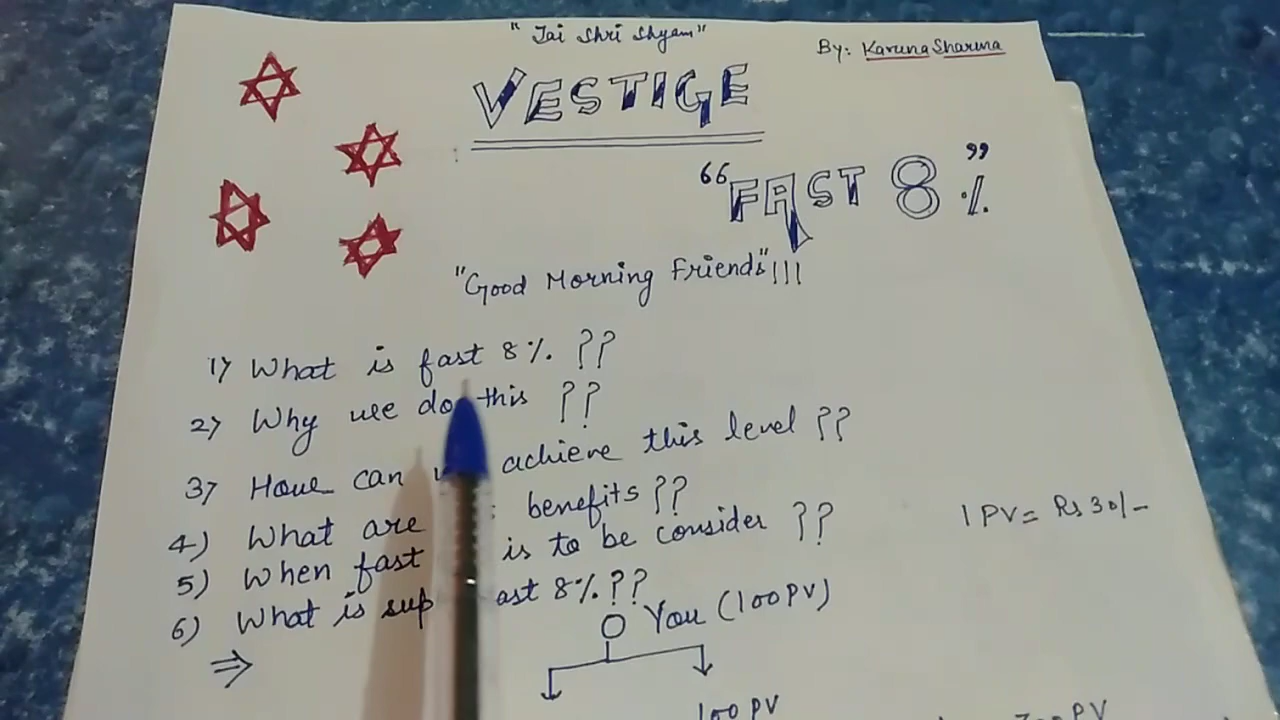 "Jai Shri Shyam"
By: Karuna Sharma
VESTIGE
"FAST 8%"
"Good Morning Friends"!!!
1) What is fast 8%. ??
2) Why we do this ??
3) How can achieve this level ??
4) What are benefits ??
5) When fast is to be consider ??
6) What is sup ast 8%. ??
1 PV = Rs 30/-
You (100 PV)
⇒
100 PV
PV